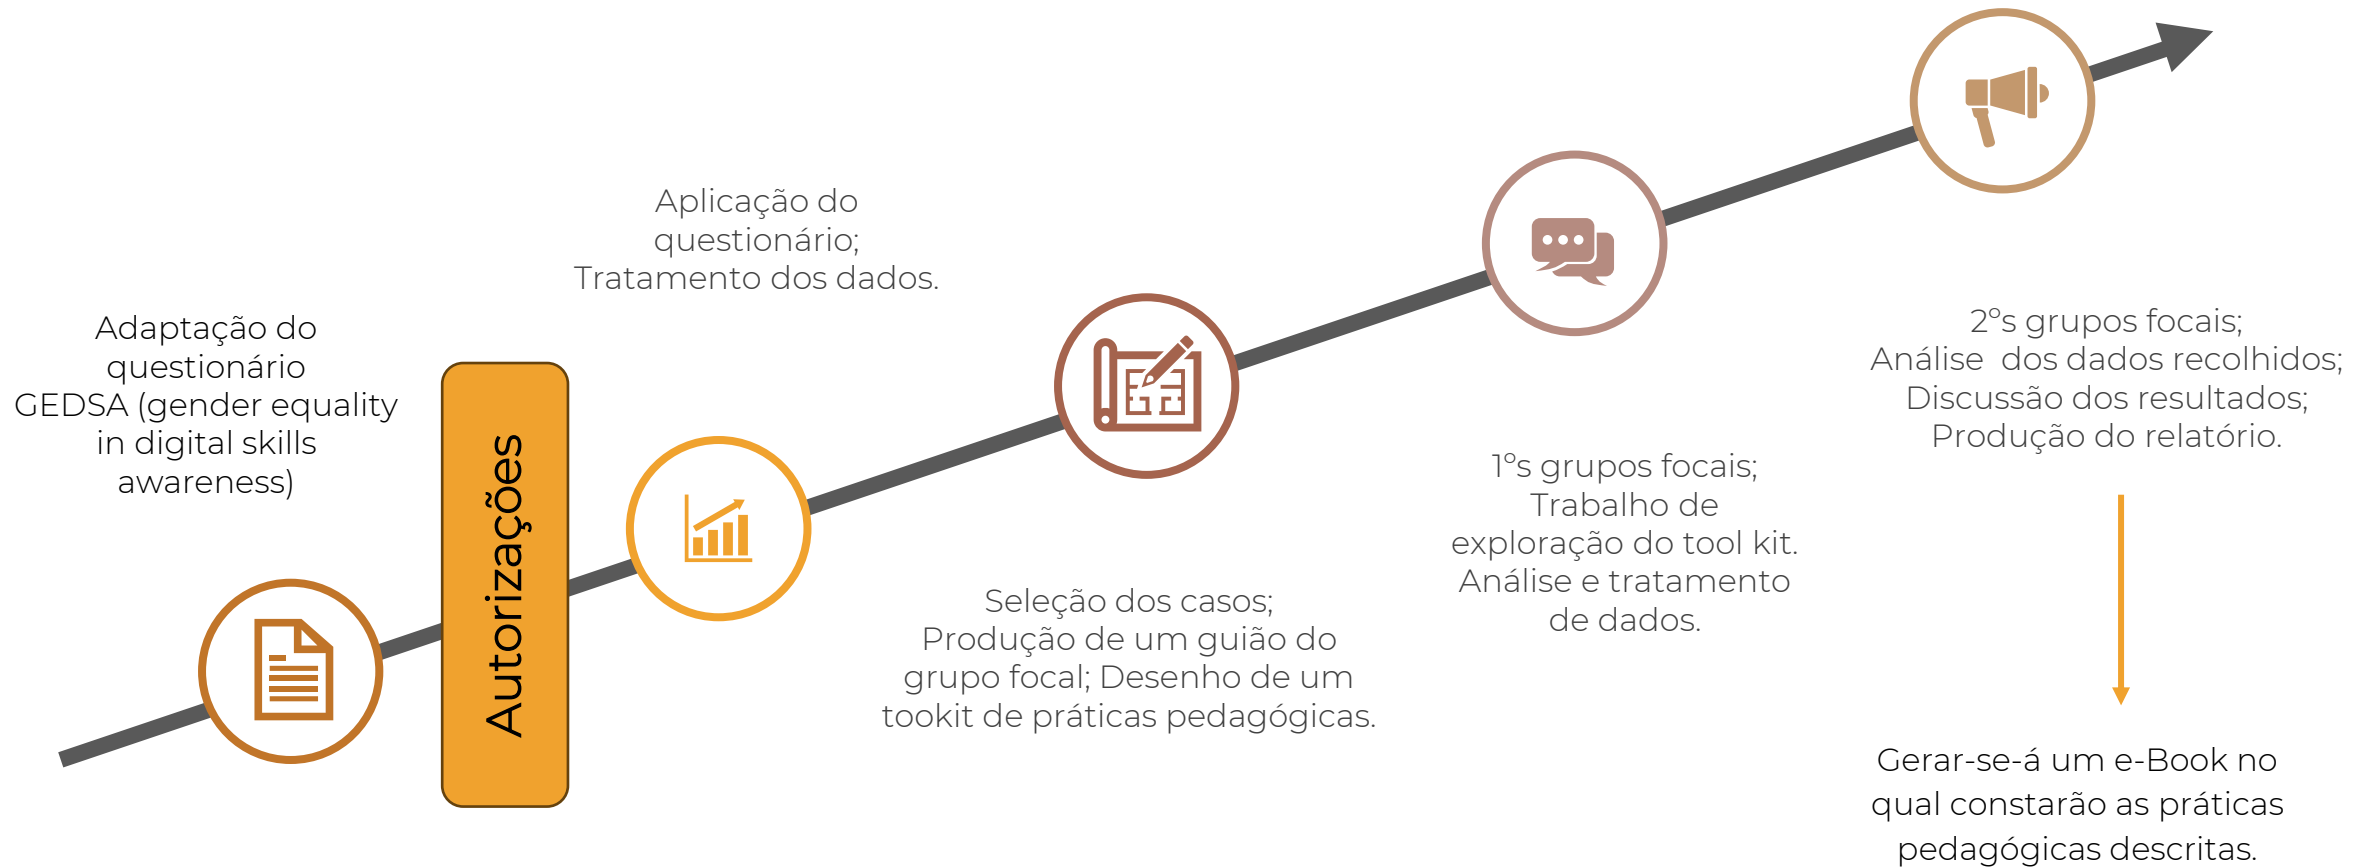 Adaptação do
questionário
GEDSA (gender equality
in digital skills
awareness)
Autorizações
Aplicação do
questionário;
Tratamento dos dados.
Seleção dos casos;
Produção de um guião do
grupo focal; Desenho de um
tookit de práticas pedagógicas.
1ºs grupos focais;
Trabalho de
exploração do tool kit.
Análise e tratamento
de dados.
2ºs grupos focais;
Análise  dos dados recolhidos;
Discussão dos resultados;
Produção do relatório.
Gerar-se-á um e-Book no
qual constarão as práticas
pedagógicas descritas.